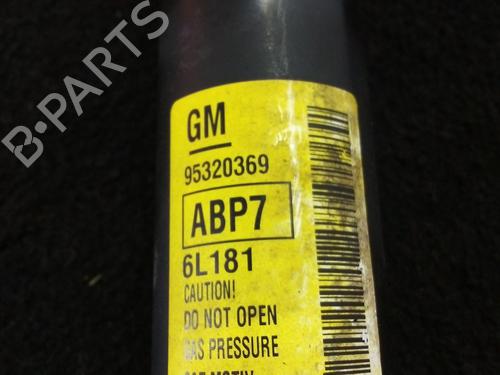 B-PARTS
GM
95320369
ABP7
6L181
CAUTION!
DO NOT OPEN
GAS PRESSURE